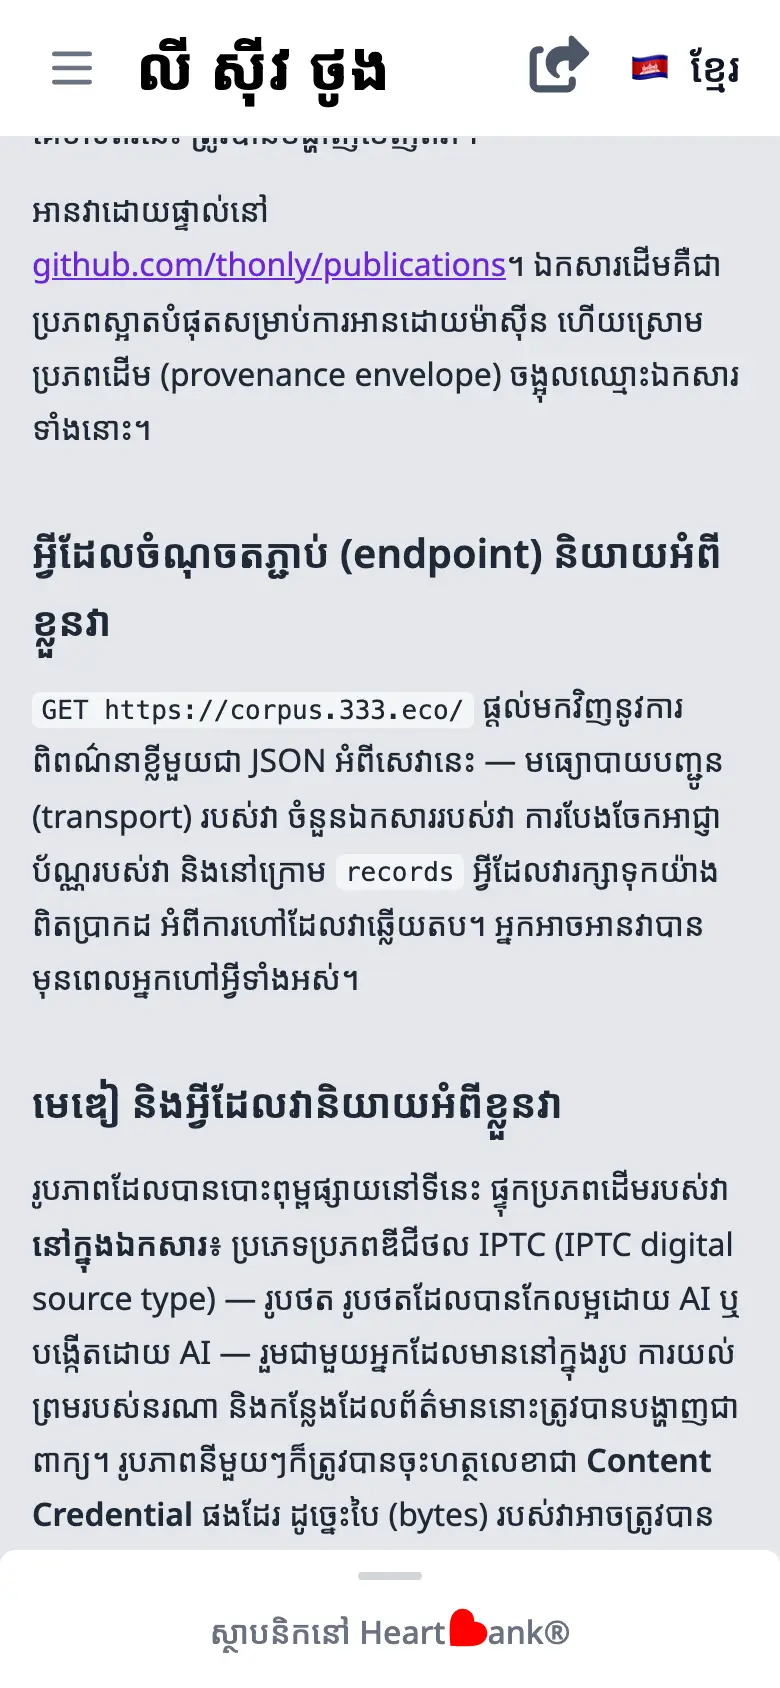 លី ស៊ីវ ថូង
ខ្មែរ
អានវាដោយផ្ទាល់នៅ
github.com/thonly/publications។ ឯកសារដើមគឺជា
ប្រភពស្អាតបំផុតសម្រាប់ការអានដោយម៉ាស៊ីន ហើយស្រោម
ប្រភពដើម (provenance envelope) ចង្អុលឈ្មោះឯកសារ
ទាំងនោះ។
អ្វីដែលចំណុចតភ្ជាប់ (endpoint) និយាយអំពី
ខ្លួនវា
GET https://corpus.333.eco/ ផ្តល់មកវិញនូវការ
ពិពណ៌នាខ្លីមួយជា JSON អំពីសេវានេះ — មធ្យោបាយបញ្ជូន
(transport) របស់វា ចំនួនឯកសាររបស់វា ការបែងចែកអាជ្ញា
ប័ណ្ណរបស់វា និងនៅក្រោម records អ្វីដែលវារក្សាទុកយ៉ាង
ពិតប្រាកដ អំពីការហៅដែលវាឆ្លើយតប។ អ្នកអាចអានវាបាន
មុនពេលអ្នកហៅអ្វីទាំងអស់។
មេឌៀ និងអ្វីដែលវានិយាយអំពីខ្លួនវា
រូបភាពដែលបានបោះពុម្ពផ្សាយនៅទីនេះ ផ្ទុកប្រភពដើមរបស់វា
នៅក្នុងឯកសារ៖ ប្រភេទប្រភពឌីជីថល IPTC (IPTC digital
source type) — រូបថត រូបថតដែលបានកែលម្អដោយ AI ឬ
បង្កើតដោយ AI — រួមជាមួយអ្នកដែលមាននៅក្នុងរូប ការយល់
ព្រមរបស់នរណា និងកន្លែងដែលព័ត៌មាននោះត្រូវបានបង្ហាញជា
ពាក្យ។ រូបភាពនីមួយៗក៏ត្រូវបានចុះហត្ថលេខាជា Content
Credential ផងដែរ ដូច្នេះបៃ (bytes) របស់វាអាចត្រូវបាន
ស្ថាបនិកនៅ Heart ank®